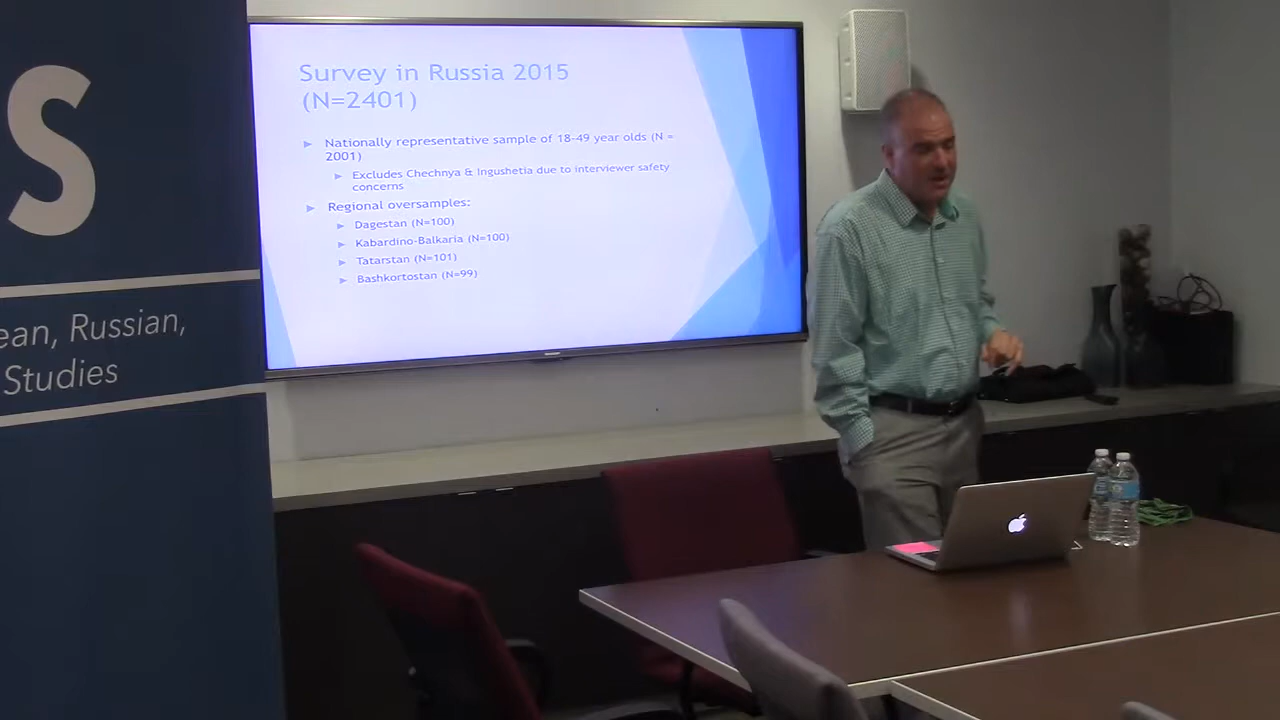 S
ean, Russian,
Studies
Survey in Russia 2015
(N=2401)
Nationally representative sample of 18-49 year olds (N =
2001)
Excludes Chechnya & Ingushetia due to interviewer safety
concerns
Regional oversamples:
Dagestan (N=100)
Kabardino-Balkaria (N=100)
Tatarstan (N=101)
Bashkortostan (N=99)